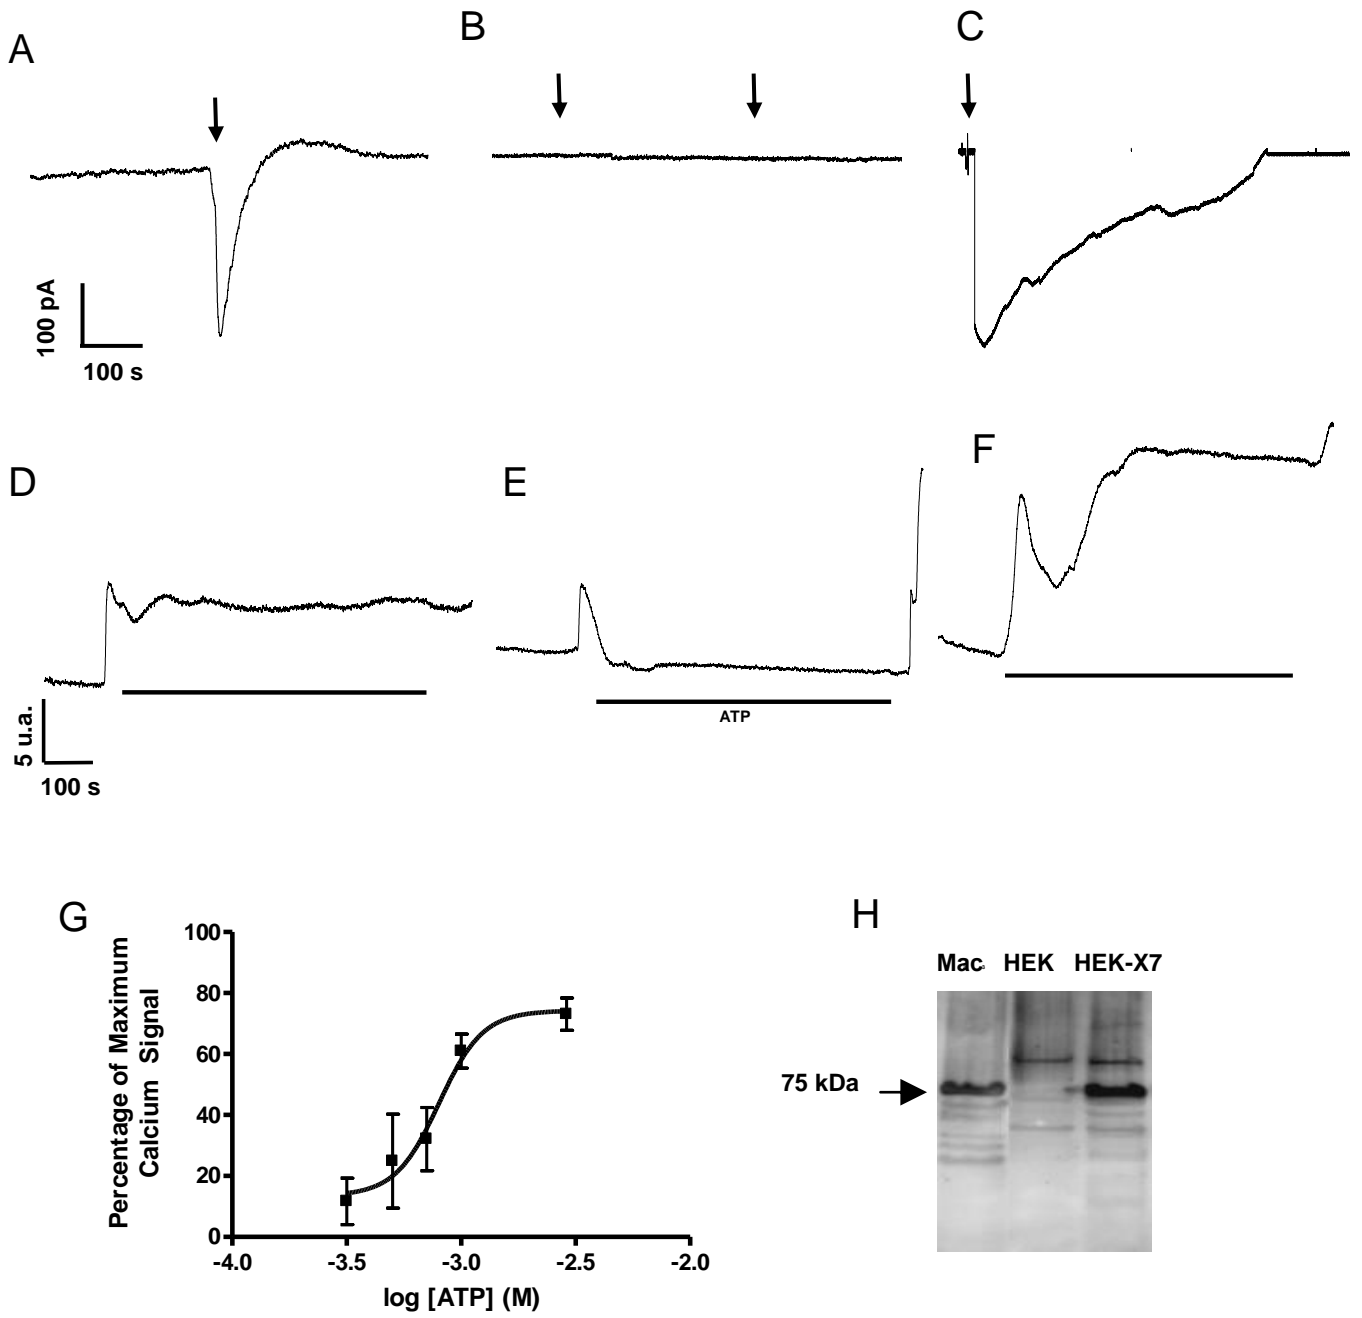 A
B
C
100 pA
100 s
D
E
F
ATP
5 u.a.
100 s
G
H
Percentage of Maximum
Calcium Signal
100
80
60
40
20
0
-4.0 -3.5 -3.0 -2.5 -2.0
log [ATP] (M)
Mac HEK HEK-X7
75 kDa